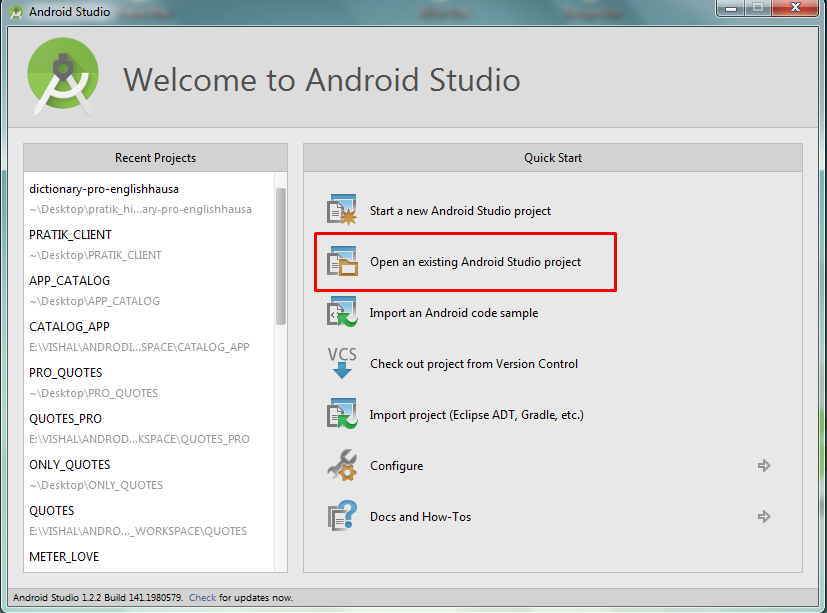 Android Studio
Welcome to Android Studio
Recent Projects
dictionary-pro-englishhausa
~\Desktop\pratik_hi...ary-pro-englishhausa
PRATIK_CLIENT
~\Desktop\PRATIK_CLIENT
APP_CATALOG
~\Desktop\APP_CATALOG
CATALOG_APP
E:\VISHAL\ANDRODI...SPACE\CATALOG_APP
PRO_QUOTES
~\Desktop\PRO_QUOTES
QUOTES_PRO
E:\VISHAL\ANDROD...KSPACE\QUOTES_PRO
ONLY_QUOTES
~\Desktop\ONLY_QUOTES
QUOTES
E:\VISHAL\ANDRO..._WORKSPACE\QUOTES
METER_LOVE
Quick Start
Start a new Android Studio project
Open an existing Android Studio project
Import an Android code sample
VCS
Check out project from Version Control
Import project (Eclipse ADT, Gradle, etc.)
Configure
Docs and How-Tos
Android Studio 1.2.2 Build 141.1980579. Check for updates now.